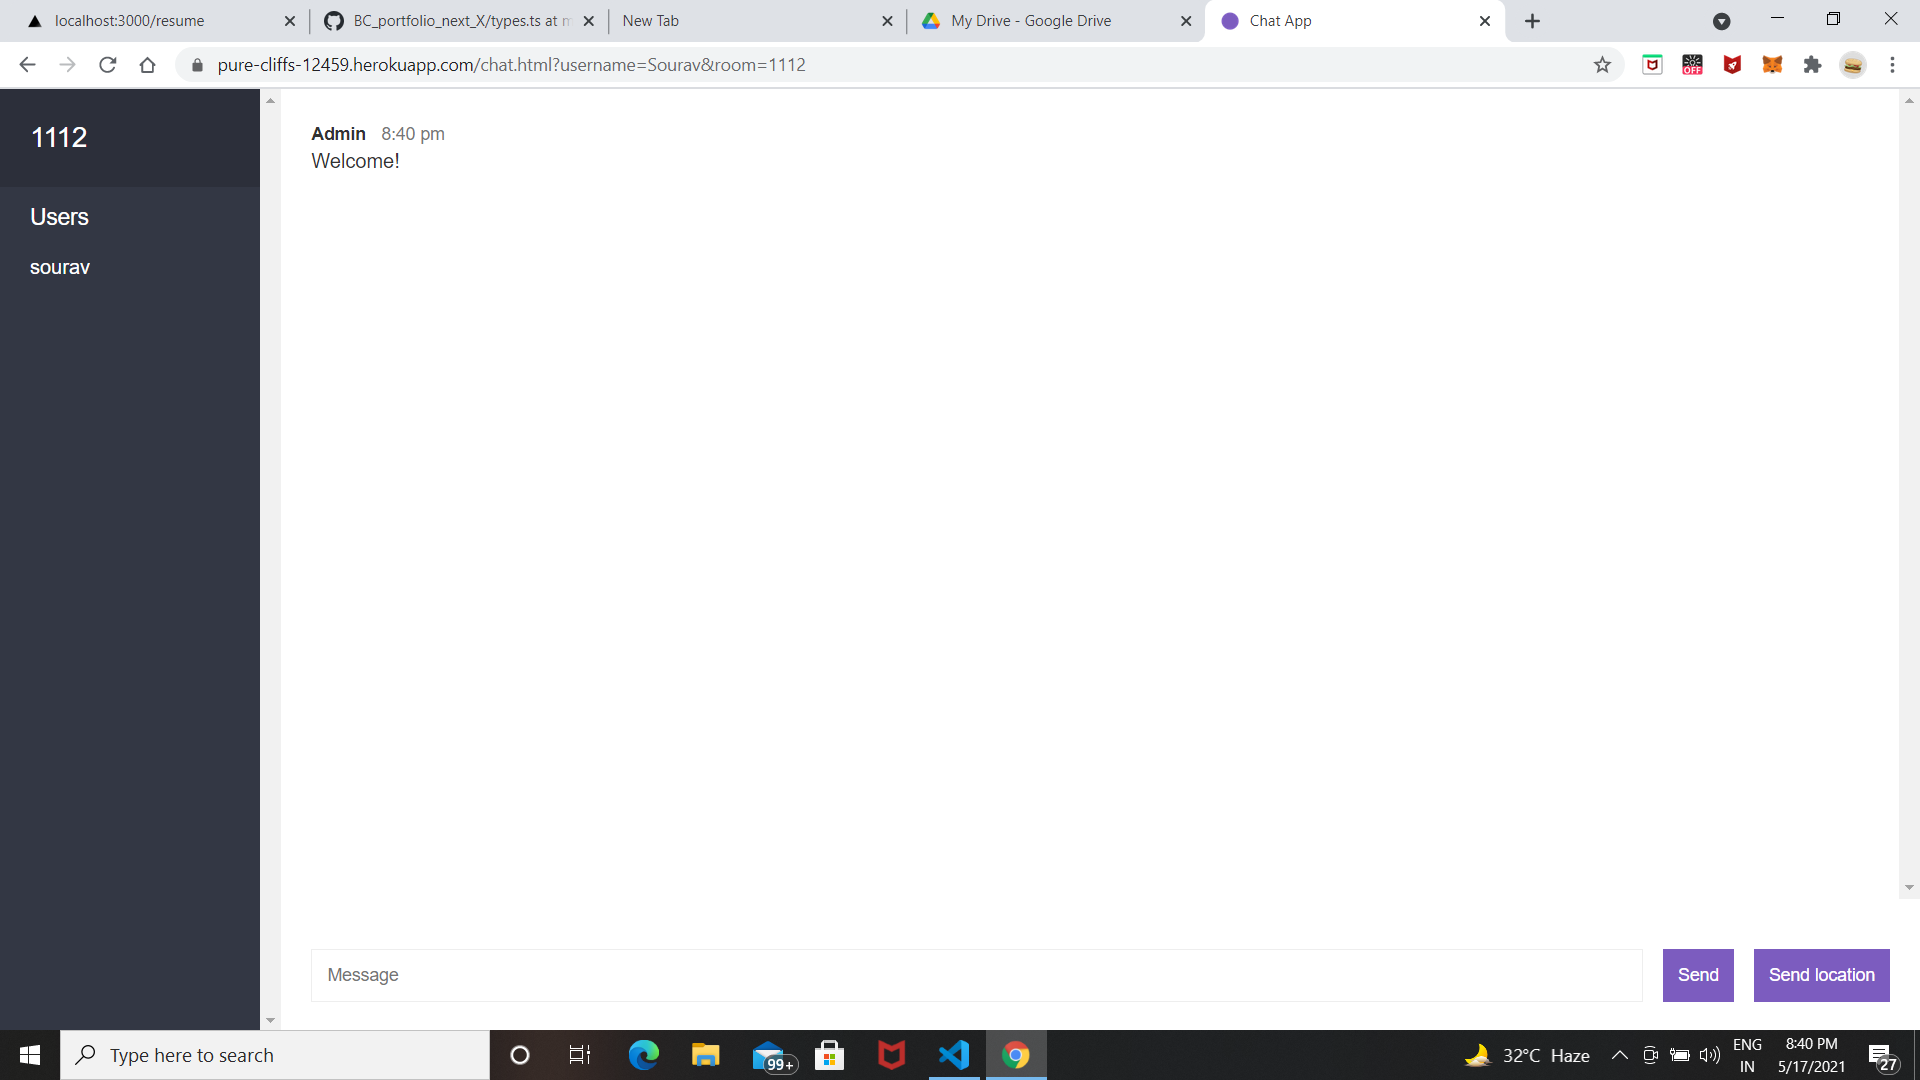 localhost:3000/resume
BC_portfolio_next_X/types.ts at m
New Tab
My Drive - Google Drive
Chat App
pure-cliffs-12459.herokuapp.com/chat.html?username=Sourav&room=1112
OFF
1112
Users
sourav
Admin 8:40 pm
Welcome!
Message
Send
Send location
Type here to search
99+
32°C Haze
ENG
IN
8:40 PM
5/17/2021
27